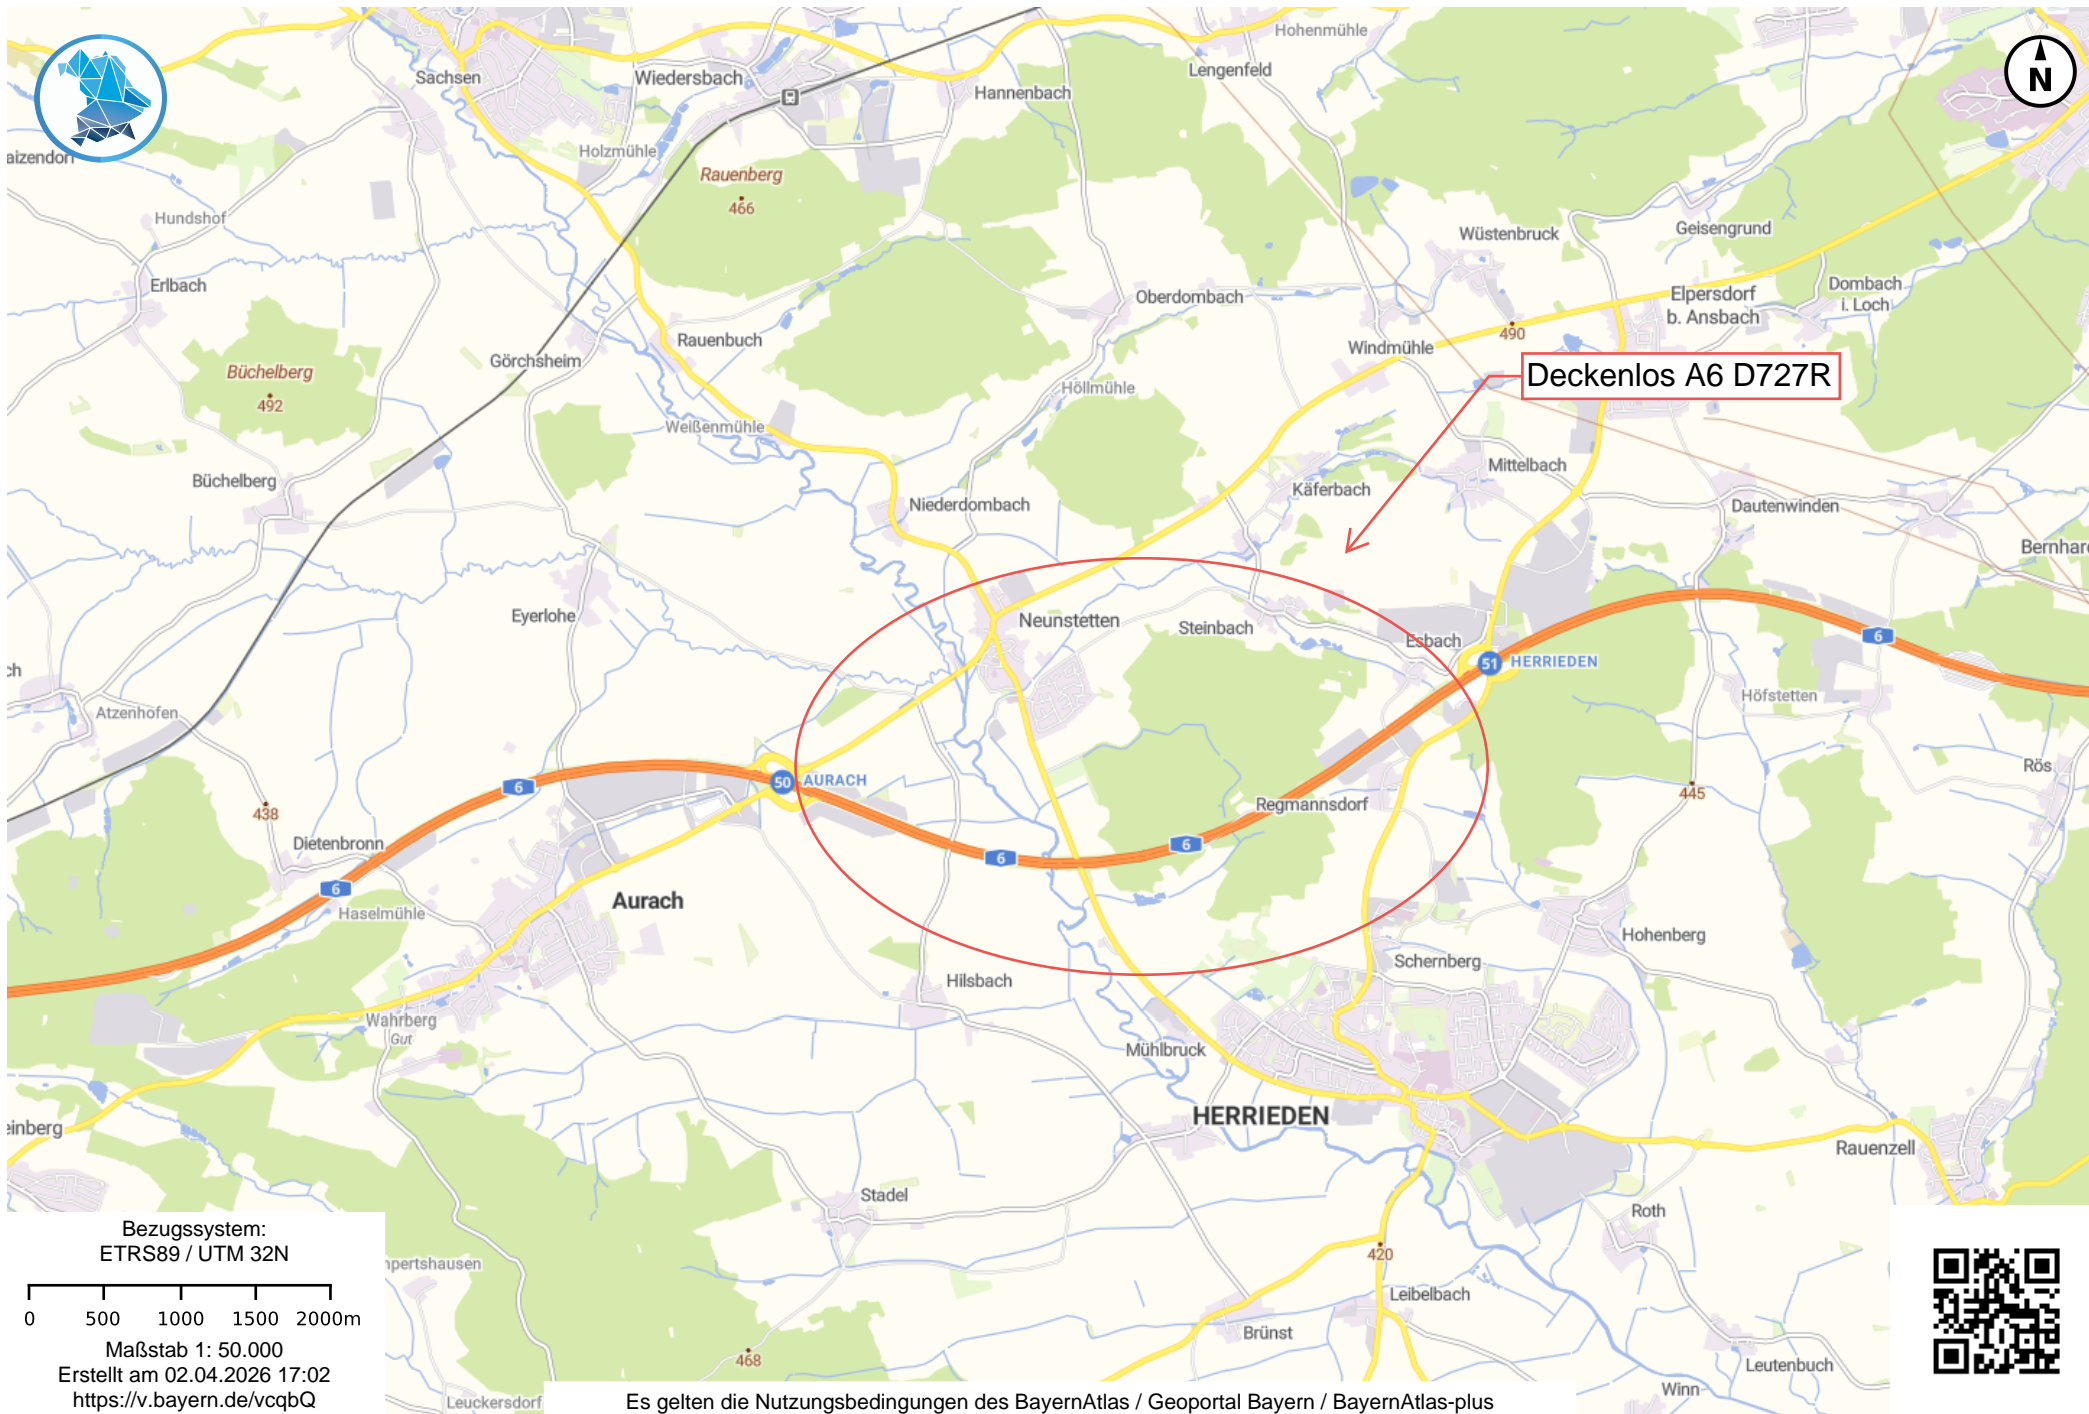 Hohenmühle
Sachsen
Wiedersbach
Lengenfeld
Hannenbach
N
Holzmühle
aizendorf
Rauenberg
466
Hundshof
Wüstenbruck
Geisengrund
Erlbach
Oberdombach
Elpersdorf
b. Ansbach
Dombach
i. Loch
Rauenbuch
490
Görchsheim
Windmühle
Büchelberg
492
Höllmühle
Deckenlos A6 D727R
Weißenmühle
Büchelberg
Käferbach
Mittelbach
Niederdombach
Dautenwinden
Bernhar
Eyerlohe
Neunstetten
Steinbach
Esbach
6
51 HERRIEDEN
ch
Höfstetten
Atzenhofen
50 AURACH
6
Rös
438
Regmannsdorf
445
Dietenbronn
6
6
6
Haselmühle
Aurach
Hohenberg
Schernberg
Hilsbach
Wahrberg
Gut
Mühlbruck
HERRIEDEN
einberg
Rauenzell
Stadel
Roth
Bezugssystem:
ETRS89 / UTM 32N
npertshausen
420
0 500 1000 1500 2000m
Leibelbach
Brünst
Maßstab 1: 50.000
468
Leutenbuch
Erstellt am 02.04.2026 17:02
https://v.bayern.de/vcqbQ
Leuckersdorf
Es gelten die Nutzungsbedingungen des BayernAtlas / Geoportal Bayern / BayernAtlas-plus
Winn